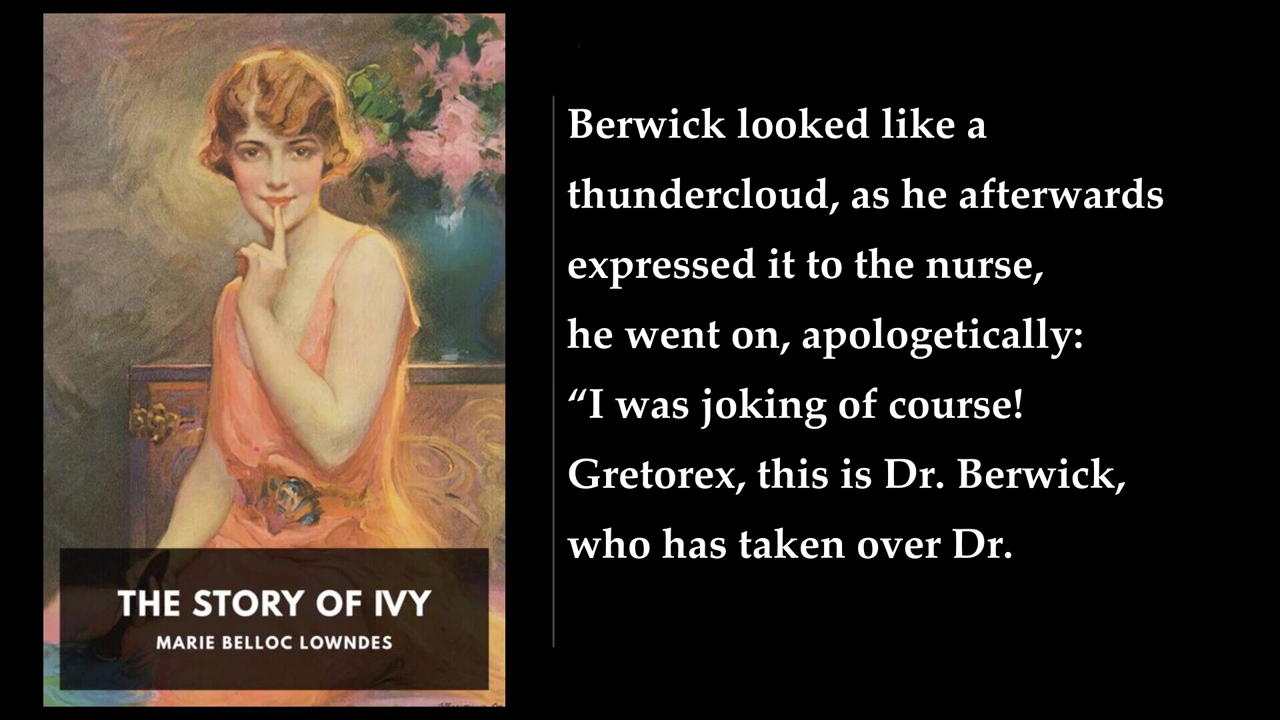 Berwick looked like a
thundercloud, as he afterwards
expressed it to the nurse,
he went on, apologetically:
“I was joking of course!
Gretorex, this is Dr. Berwick,
who has taken over Dr.
THE STORY OF IVY
MARIE BELLOC LOWNDES